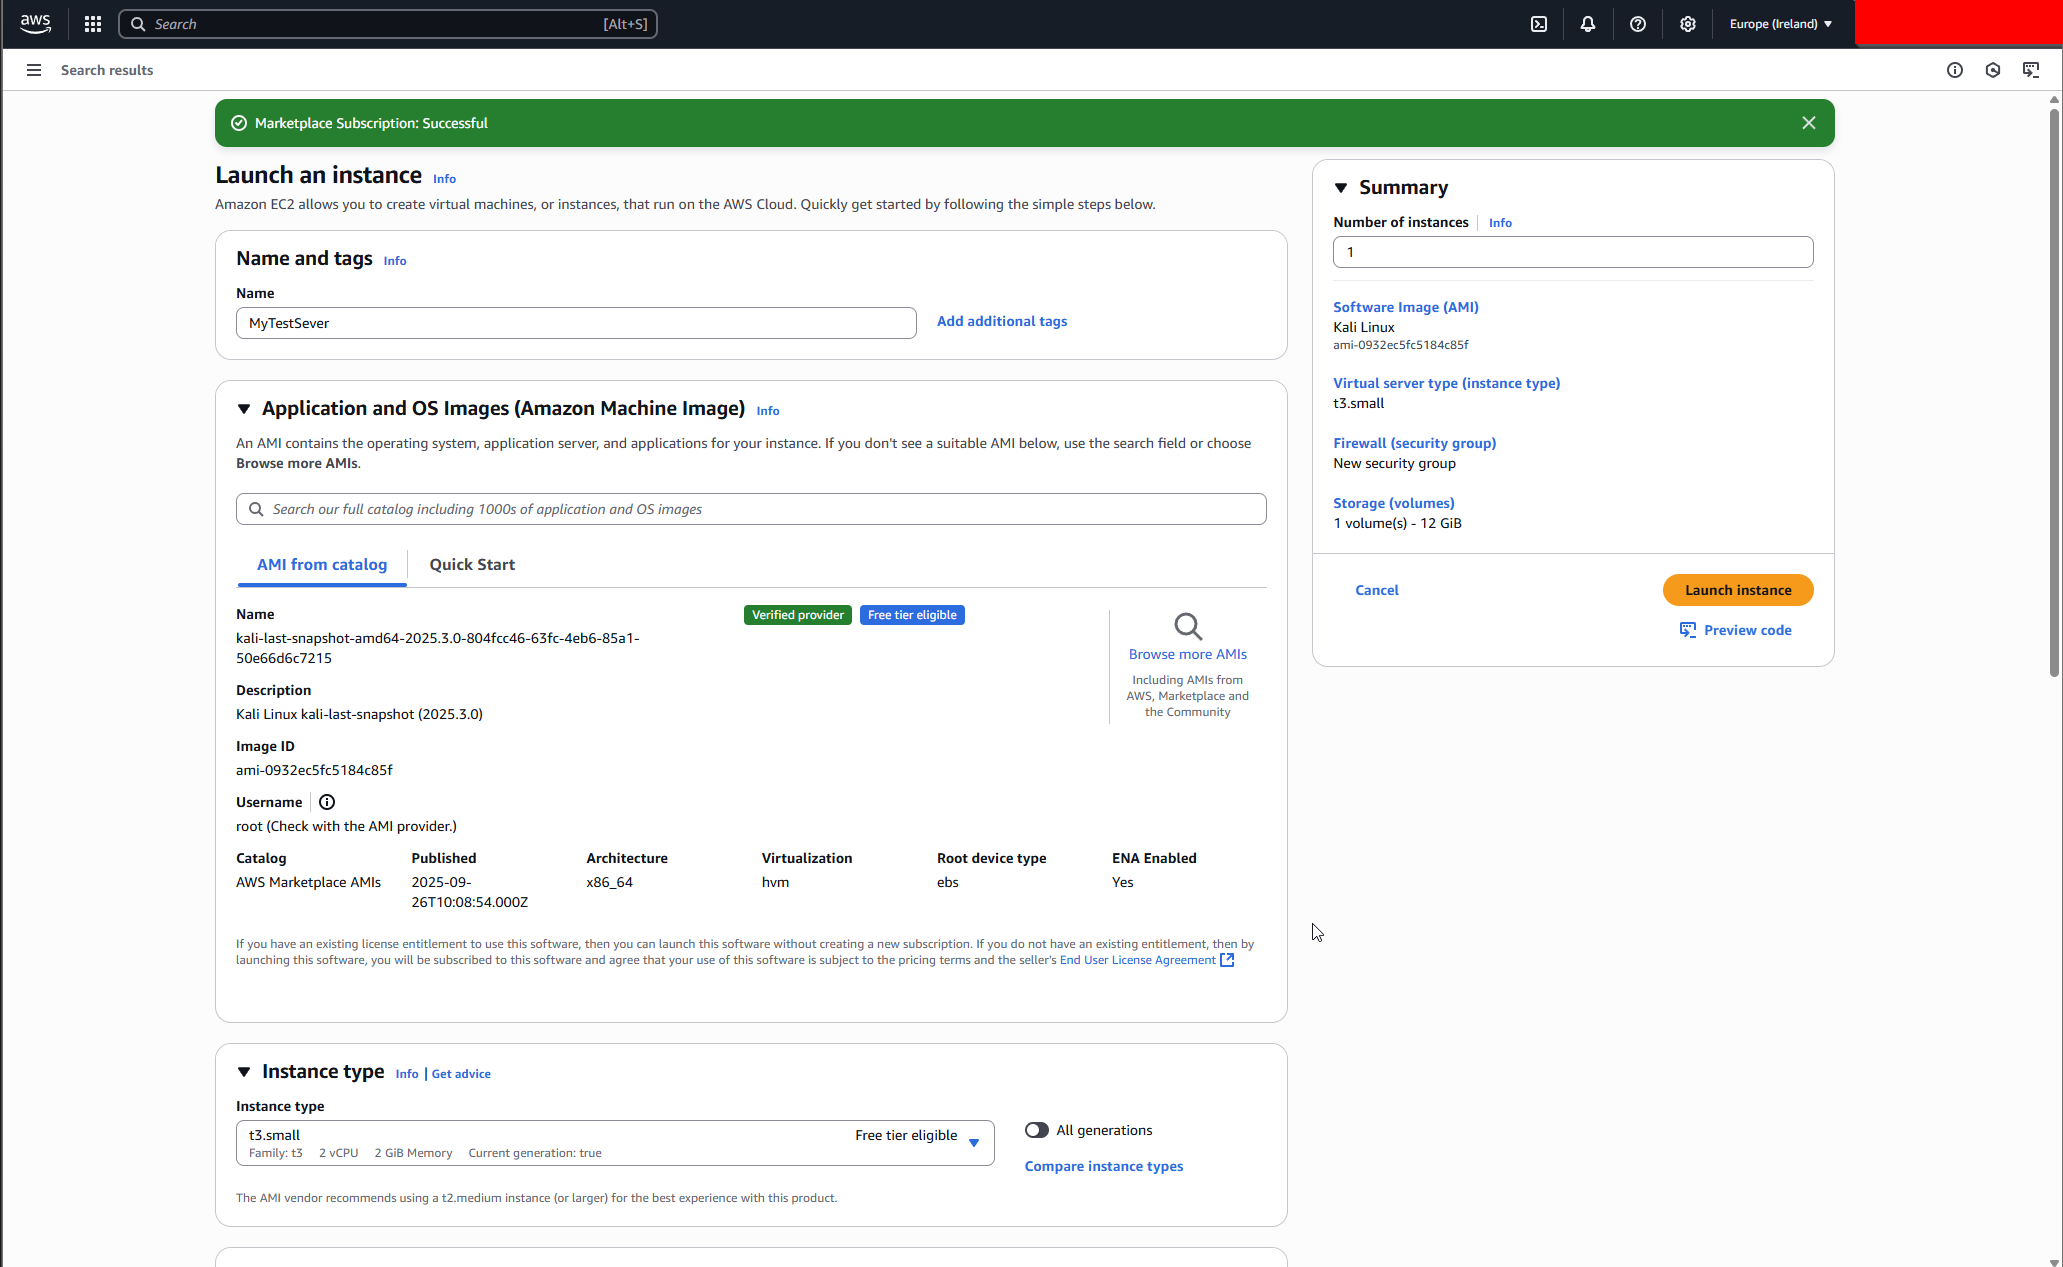 aws
Search
[Alt+S]
Europe (Ireland)
Search results
Marketplace Subscription: Successful
Launch an instance Info
Amazon EC2 allows you to create virtual machines, or instances, that run on the AWS Cloud. Quickly get started by following the simple steps below.
Name and tags Info
Name
MyTestSever
Add additional tags
Application and OS Images (Amazon Machine Image) Info
An AMI contains the operating system, application server, and applications for your instance. If you don't see a suitable AMI below, use the search field or choose
Browse more AMIs.
Search our full catalog including 1000s of application and OS images
AMI from catalog
Quick Start
Name
Verified provider
Free tier eligible
kali-last-snapshot-amd64-2025.3.0-804fcc46-63fc-4eb6-85a1-
50e66d6c7215
Browse more AMIs
Including AMIs from
AWS, Marketplace and
the Community
Description
Kali Linux kali-last-snapshot (2025.3.0)
Image ID
ami-0932ec5fc5184c85f
Username
root (Check with the AMI provider.)
Catalog Published Architecture Virtualization Root device type ENA Enabled
AWS Marketplace AMIs 2025-09- x86_64 hvm ebs Yes
26T10:08:54.000Z
If you have an existing license entitlement to use this software, then you can launch this software without creating a new subscription. If you do not have an existing entitlement, then by
launching this software, you will be subscribed to this software and agree that your use of this software is subject to the pricing terms and the seller's End User License Agreement
Instance type Info | Get advice
Instance type
t3.small Free tier eligible
Family: t3 2 vCPU 2 GiB Memory Current generation: true
All generations
Compare instance types
The AMI vendor recommends using a t2.medium instance (or larger) for the best experience with this product.
Summary
Number of instances Info
1
Software Image (AMI)
Kali Linux
ami-0932ec5fc5184c85f
Virtual server type (instance type)
t3.small
Firewall (security group)
New security group
Storage (volumes)
1 volume(s) - 12 GiB
Cancel
Launch instance
Preview code